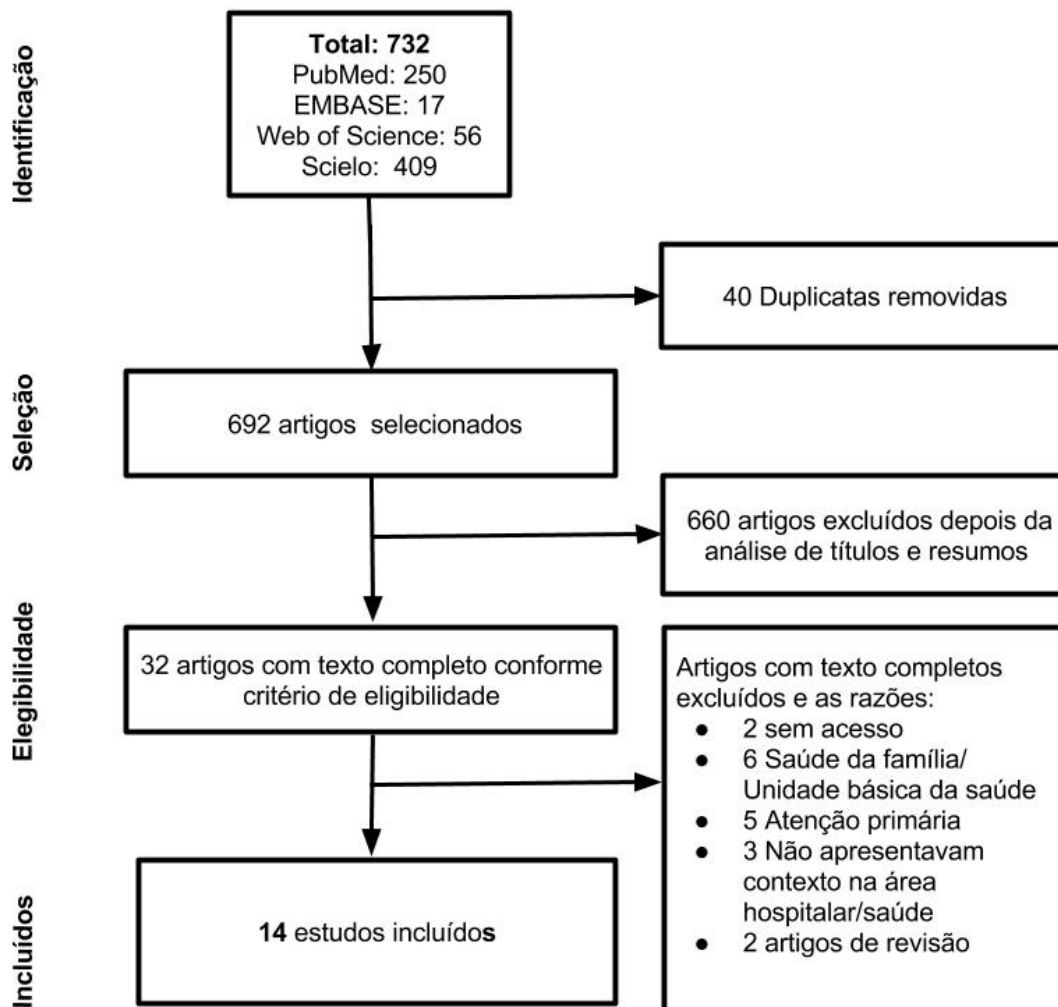 Identificação
Total: 732
PubMed: 250
EMBASE: 17
Web of Science: 56
Scielo: 409
40 Duplicatas removidas
Seleção
692 artigos selecionados
660 artigos excluídos depois da
análise de títulos e resumos
Elegibilidade
32 artigos com texto completo conforme
critério de eligibilidade
Artigos com texto completos
excluídos e as razões:
● 2 sem acesso
● 6 Saúde da família/
Unidade básica da saúde
● 5 Atenção primária
● 3 Não apresentavam
contexto na área
hospitalar/saúde
● 2 artigos de revisão
Incluídos
14 estudos incluídos